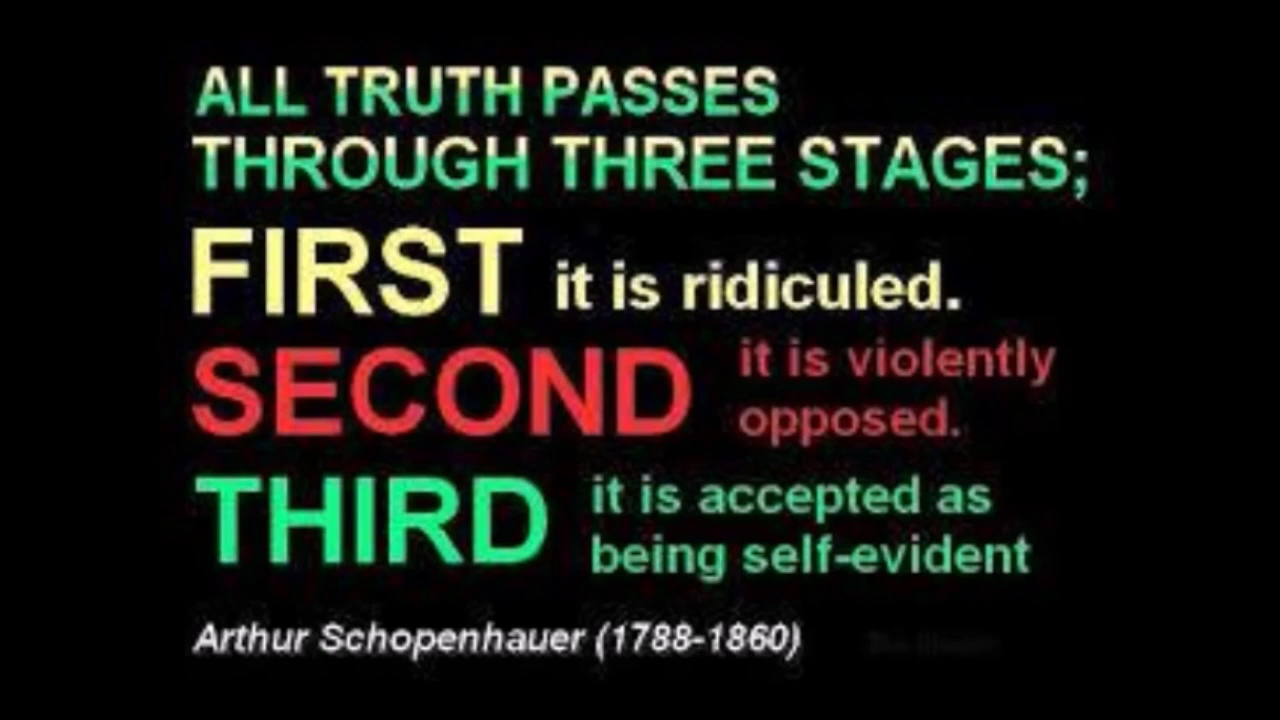 ALL TRUTH PASSES
THROUGH THREE STAGES;
FIRST it is ridiculed.
SECOND it is violently
opposed.
THIRD it is accepted as
being self-evident
Arthur Schopenhauer (1788-1860)